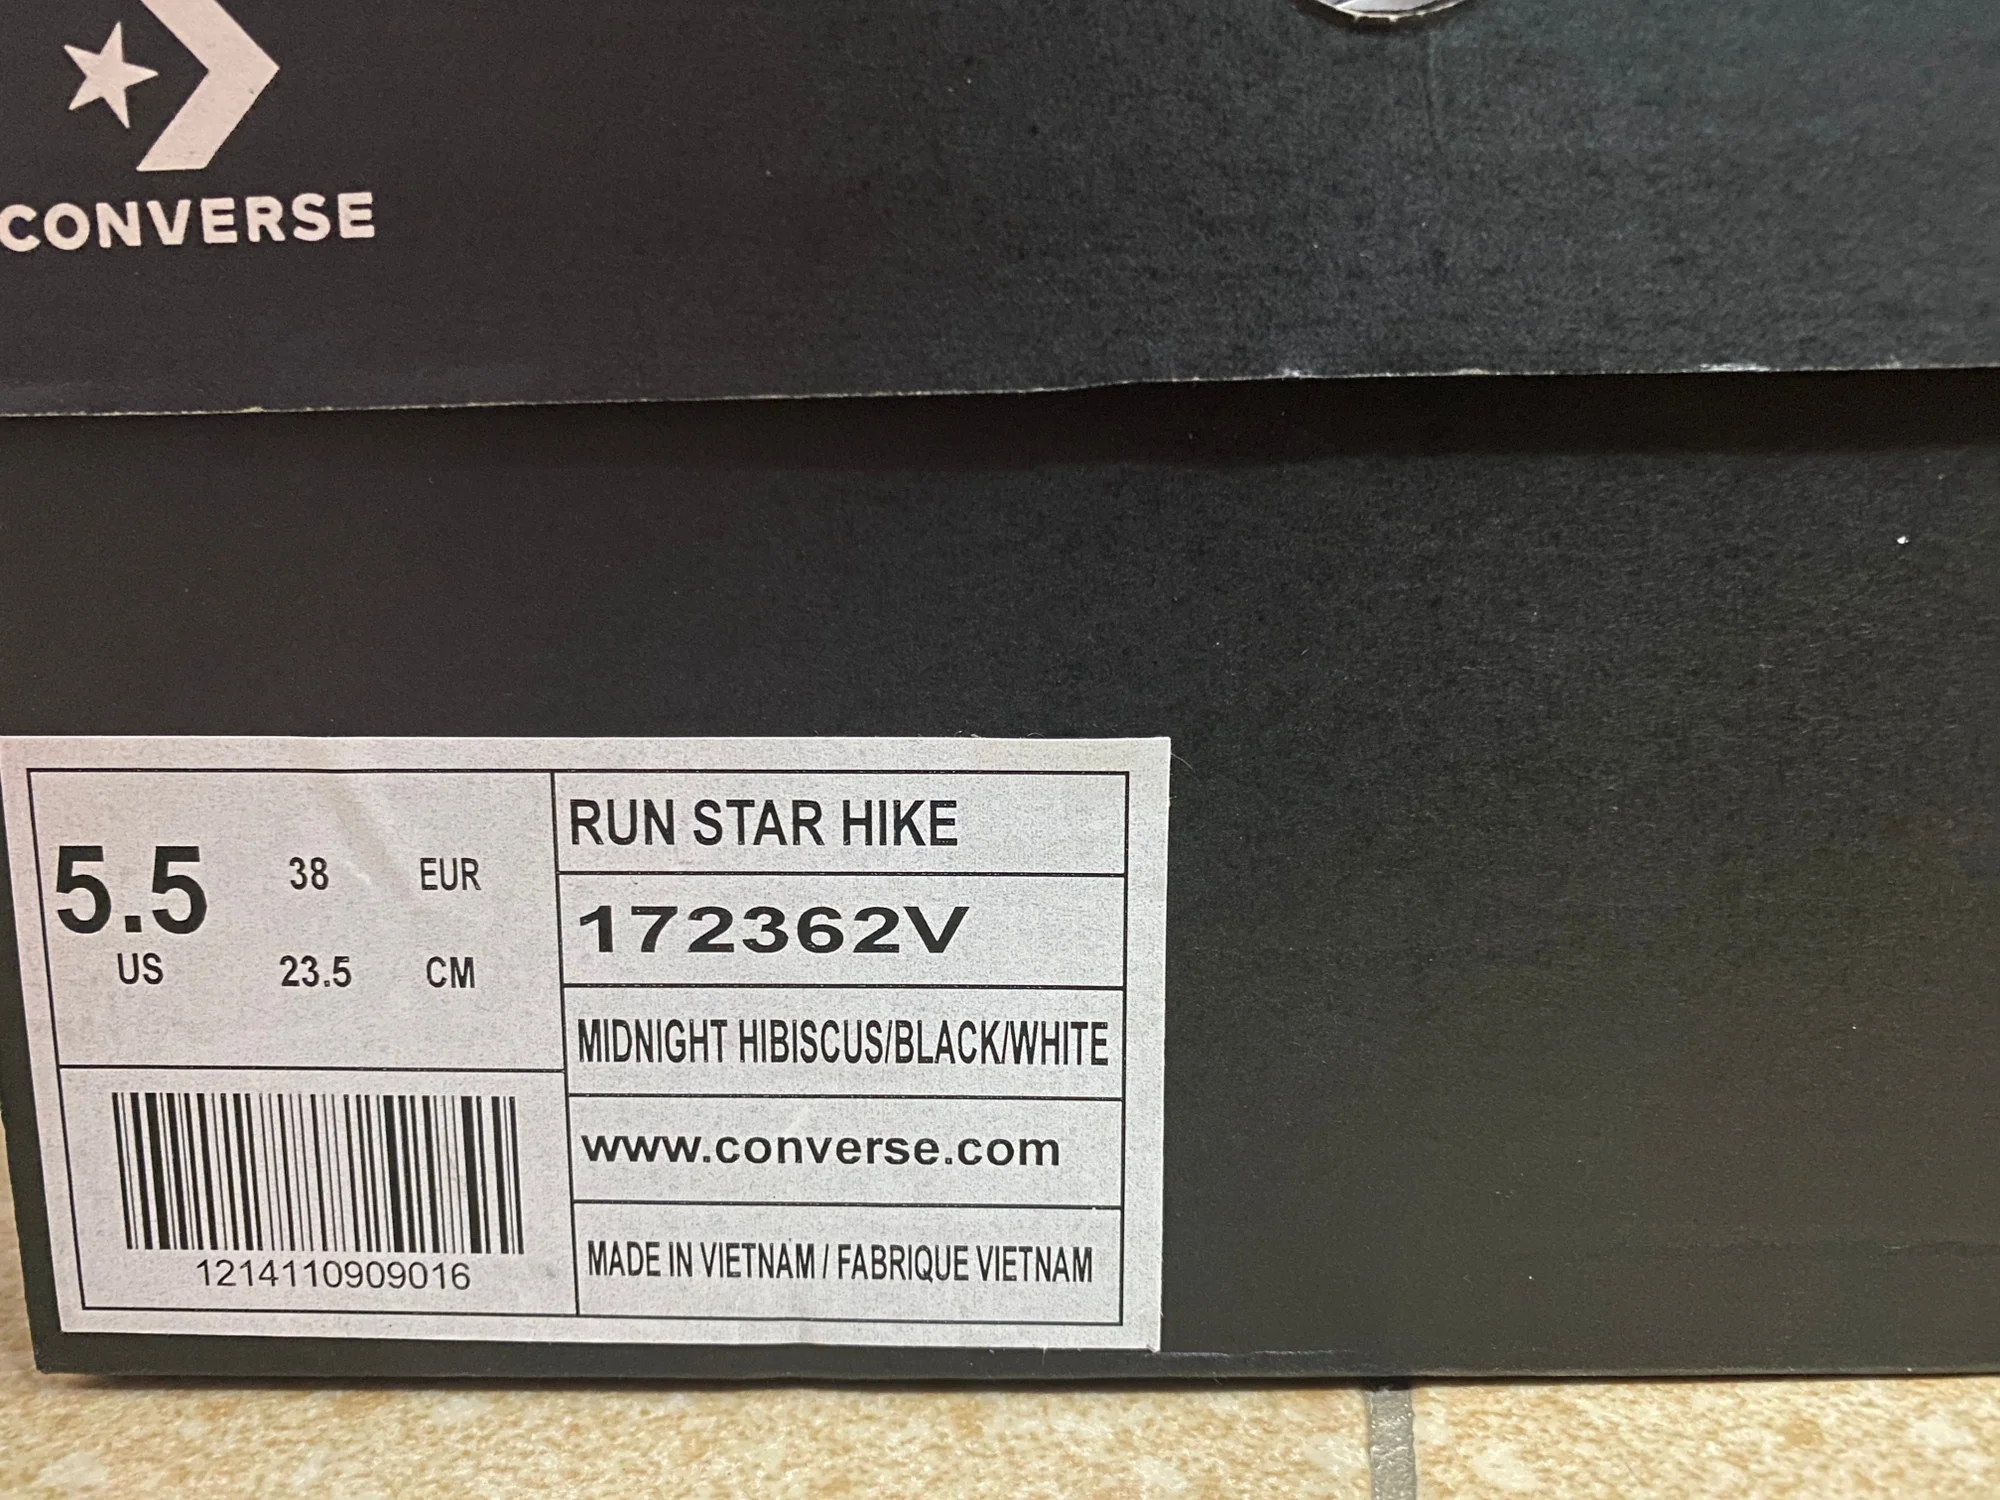 CONVERSE
5.5 38 EUR
US 23.5 CM
1214110909016
RUN STAR HIKE
172362V
MIDNIGHT HIBISCUS/BLACK/WHITE
www.converse.com
MADE IN VIETNAM / FABRIQUE VIETNAM